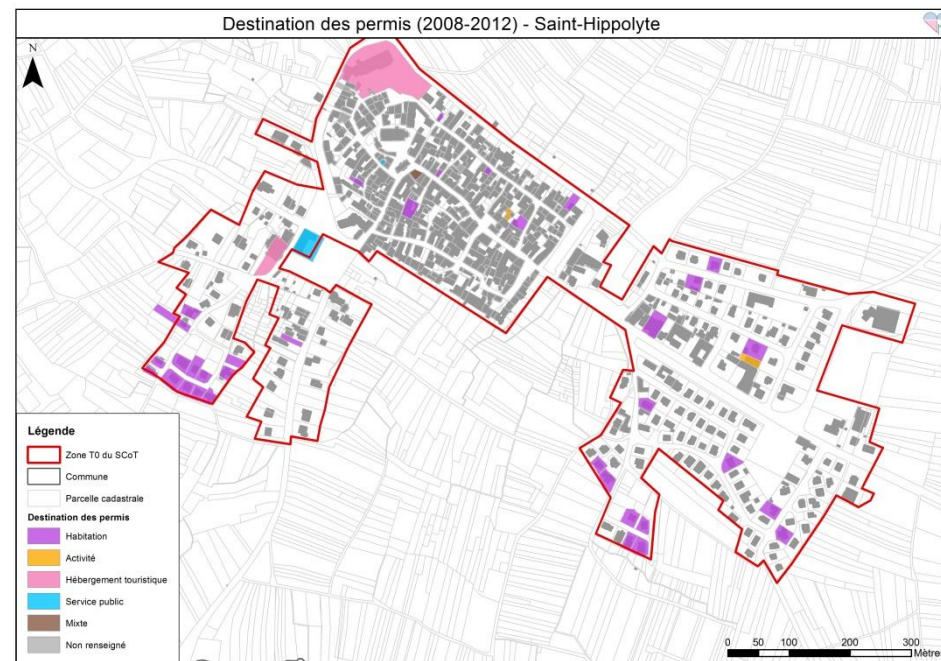 Destination des permis (2008-2012) - Saint-Hippolyte
N
Légende
Zone T0 du SCoT
Commune
Parcelle cadastrale
Destination des permis
Habitation
Activité
Hébergement touristique
Service public
Mixte
Non renseigné
0 50 100 200 300
Mètres